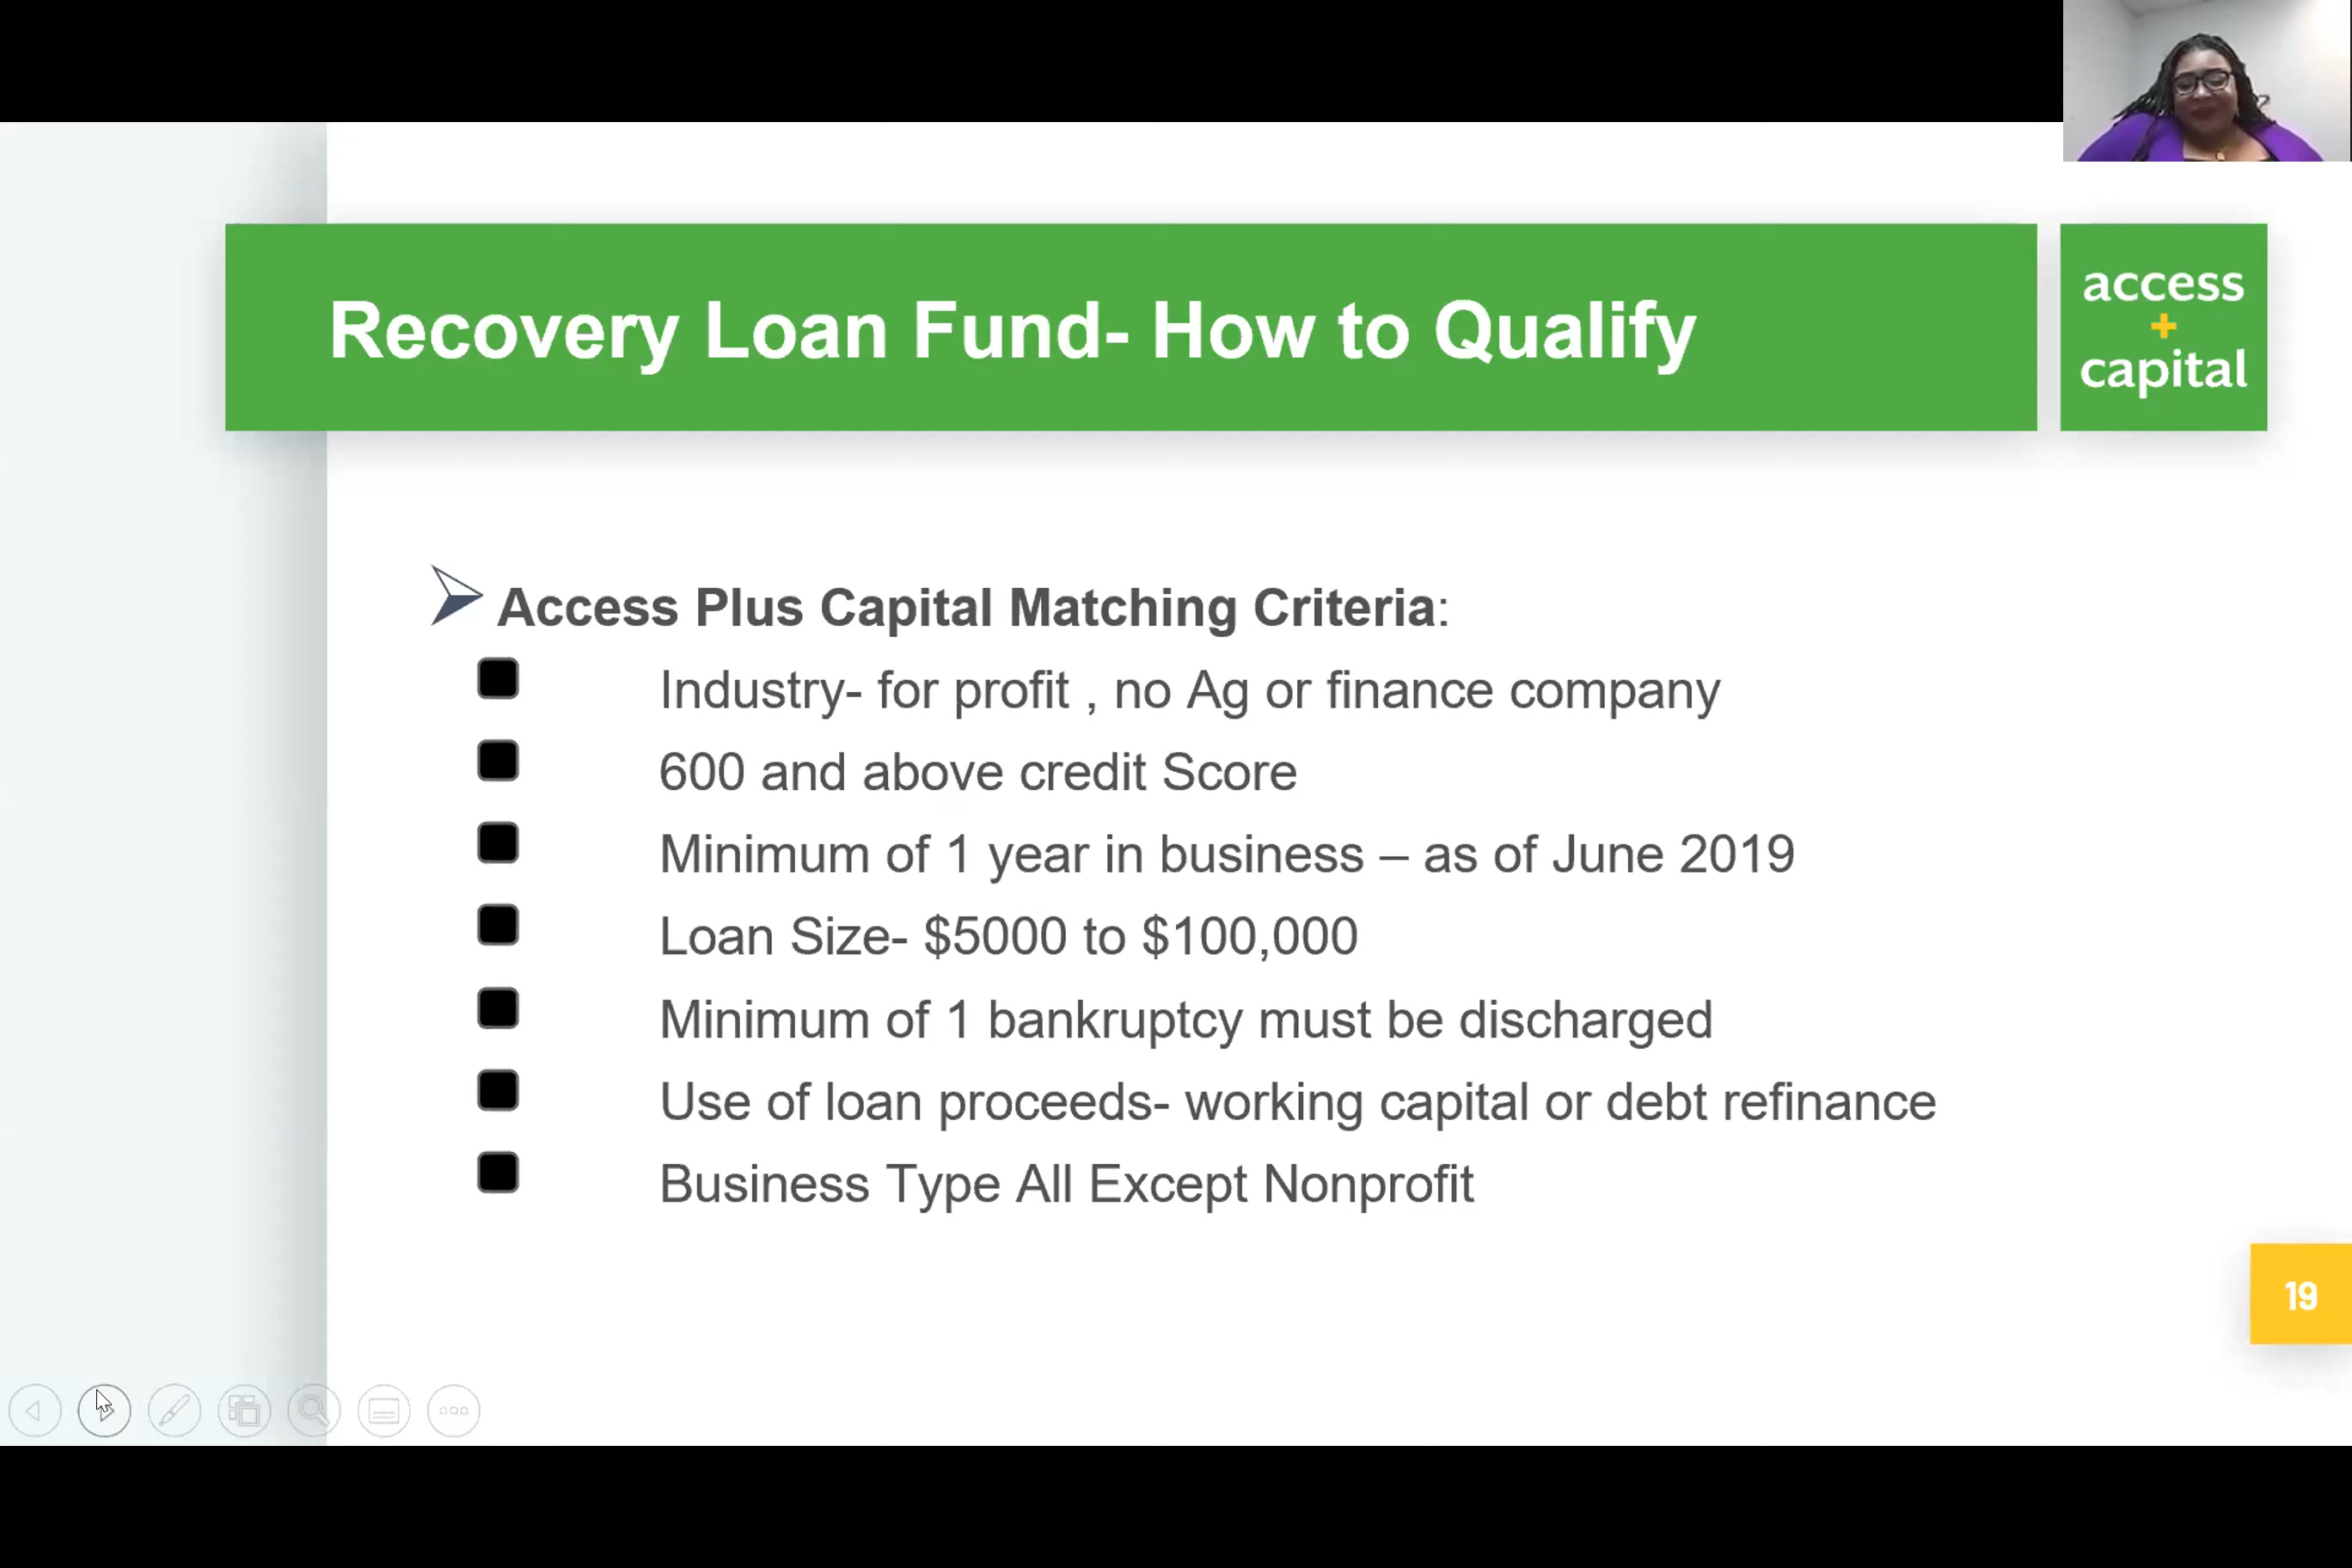 Recovery Loan Fund- How to Qualify
access
+
capital
Access Plus Capital Matching Criteria:
Industry- for profit , no Ag or finance company
600 and above credit Score
Minimum of 1 year in business – as of June 2019
Loan Size- $5000 to $100,000
Minimum of 1 bankruptcy must be discharged
Use of loan proceeds- working capital or debt refinance
Business Type All Except Nonprofit
19